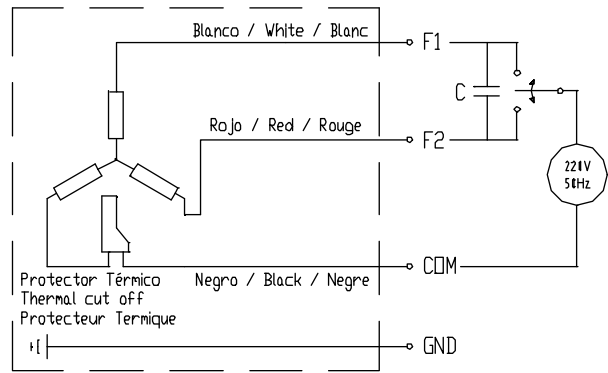 Blanco / White / Blanc
F1
C
Rojo / Red / Rouge
F2
220V
50Hz
Negro / Black / Negre
COM
Protector Térmico
Thermal cut off
Protecteur Termique
GND